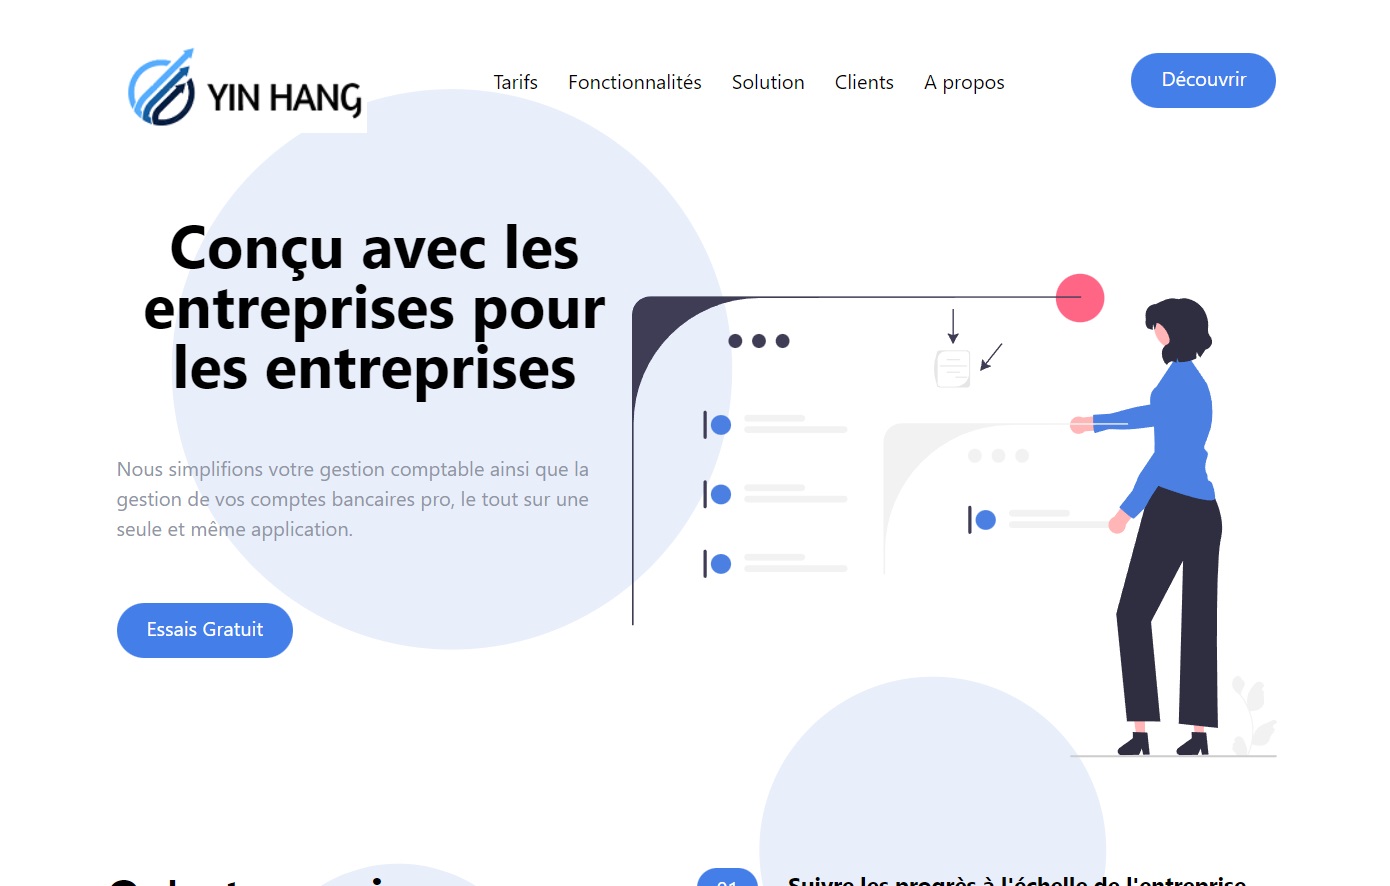 YIN HANG
Tarifs
Fonctionnalités
Solution
Clients
A propos
Découvrir
Conçu avec les
entreprises pour
les entreprises
Nous simplifions votre gestion comptable ainsi que la
gestion de vos comptes bancaires pro, le tout sur une
seule et même application.
Essais Gratuit
Suivre les progrès à l'échelle de l'entreprise